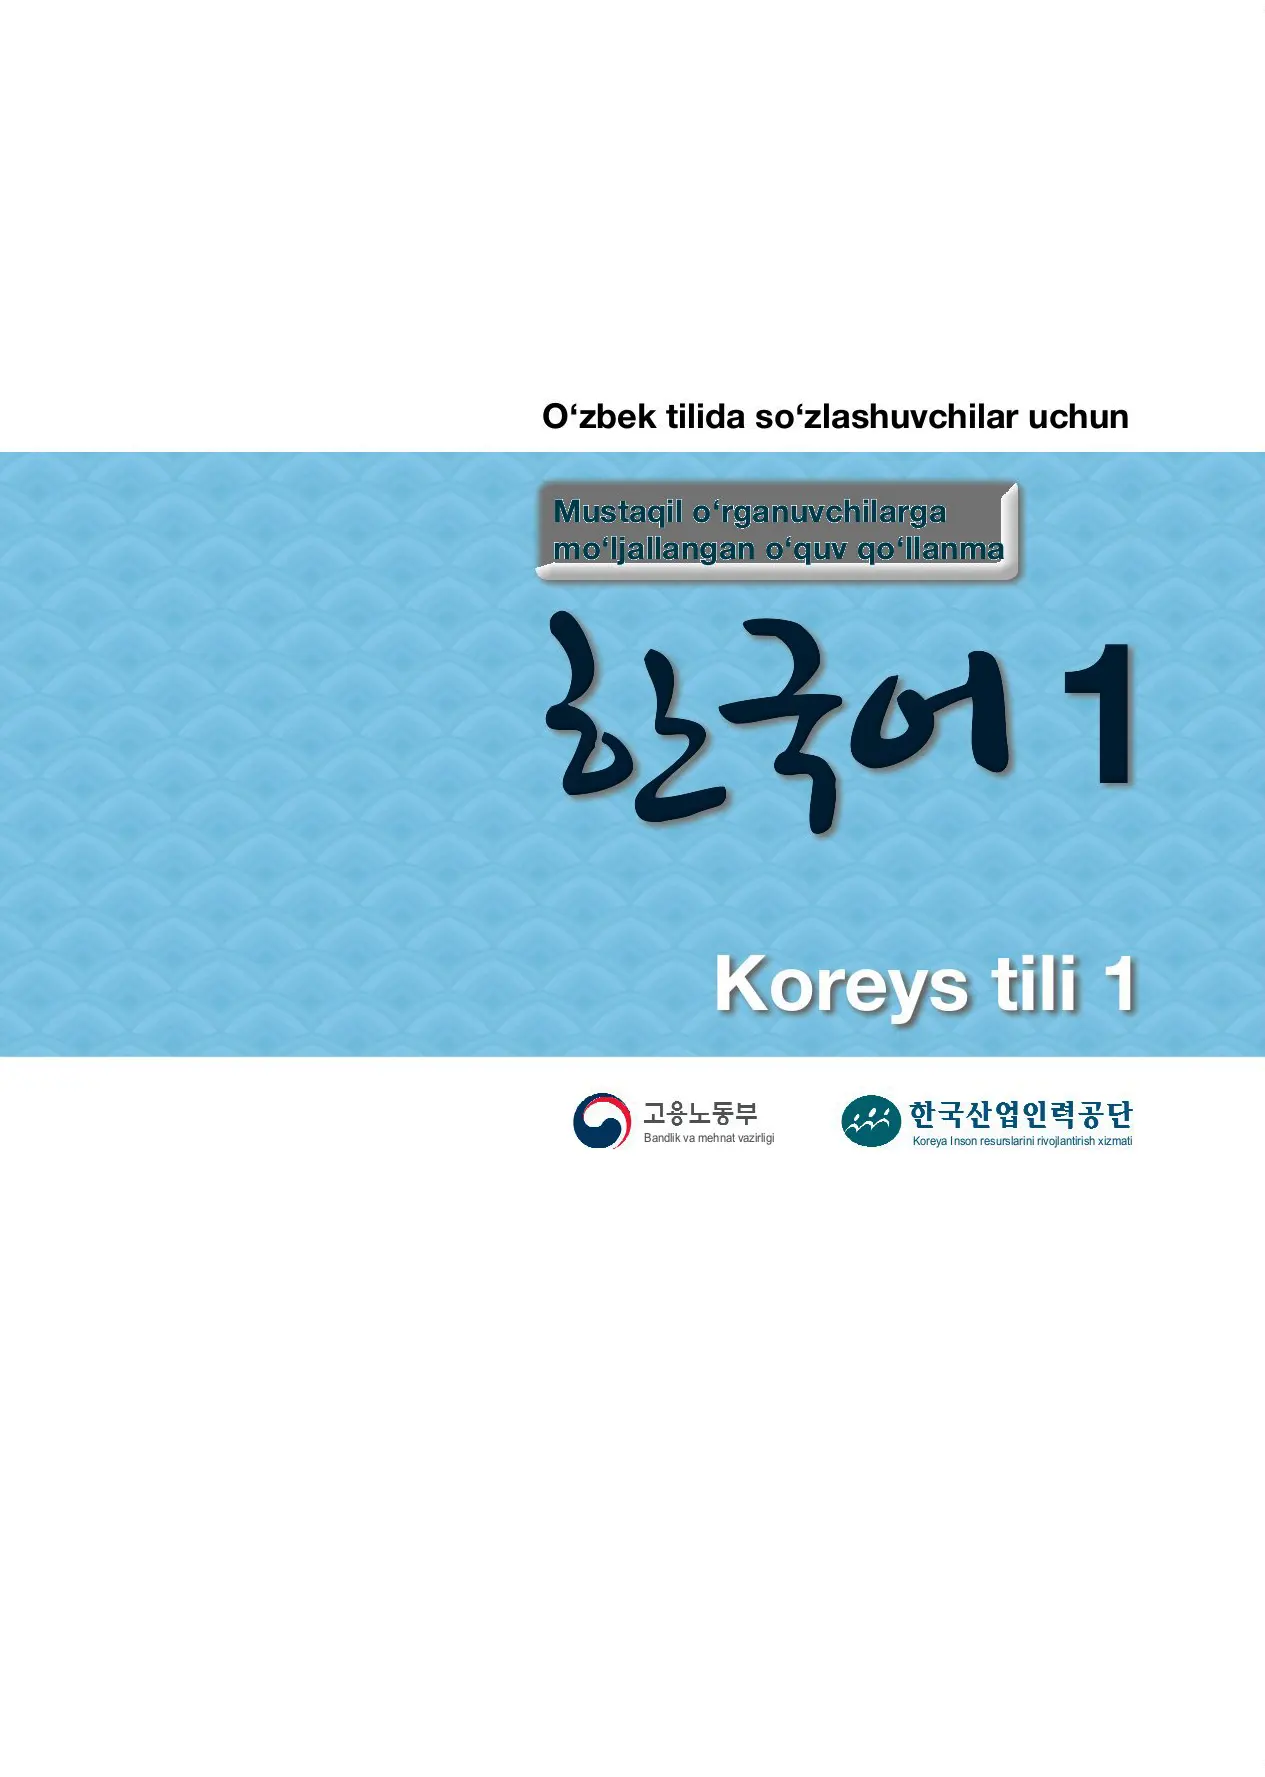 O‘zbek tilida so‘zlashuvchilar uchun
Mustaqil o‘rganuvchilarga
mo‘ljallangan o‘quv qo‘llanma
한국어 1
Koreys tili 1
고용노동부
Bandlik va mehnat vazirligi
한국산업인력공단
Koreya Inson resurslarini rivojlantirish xizmati